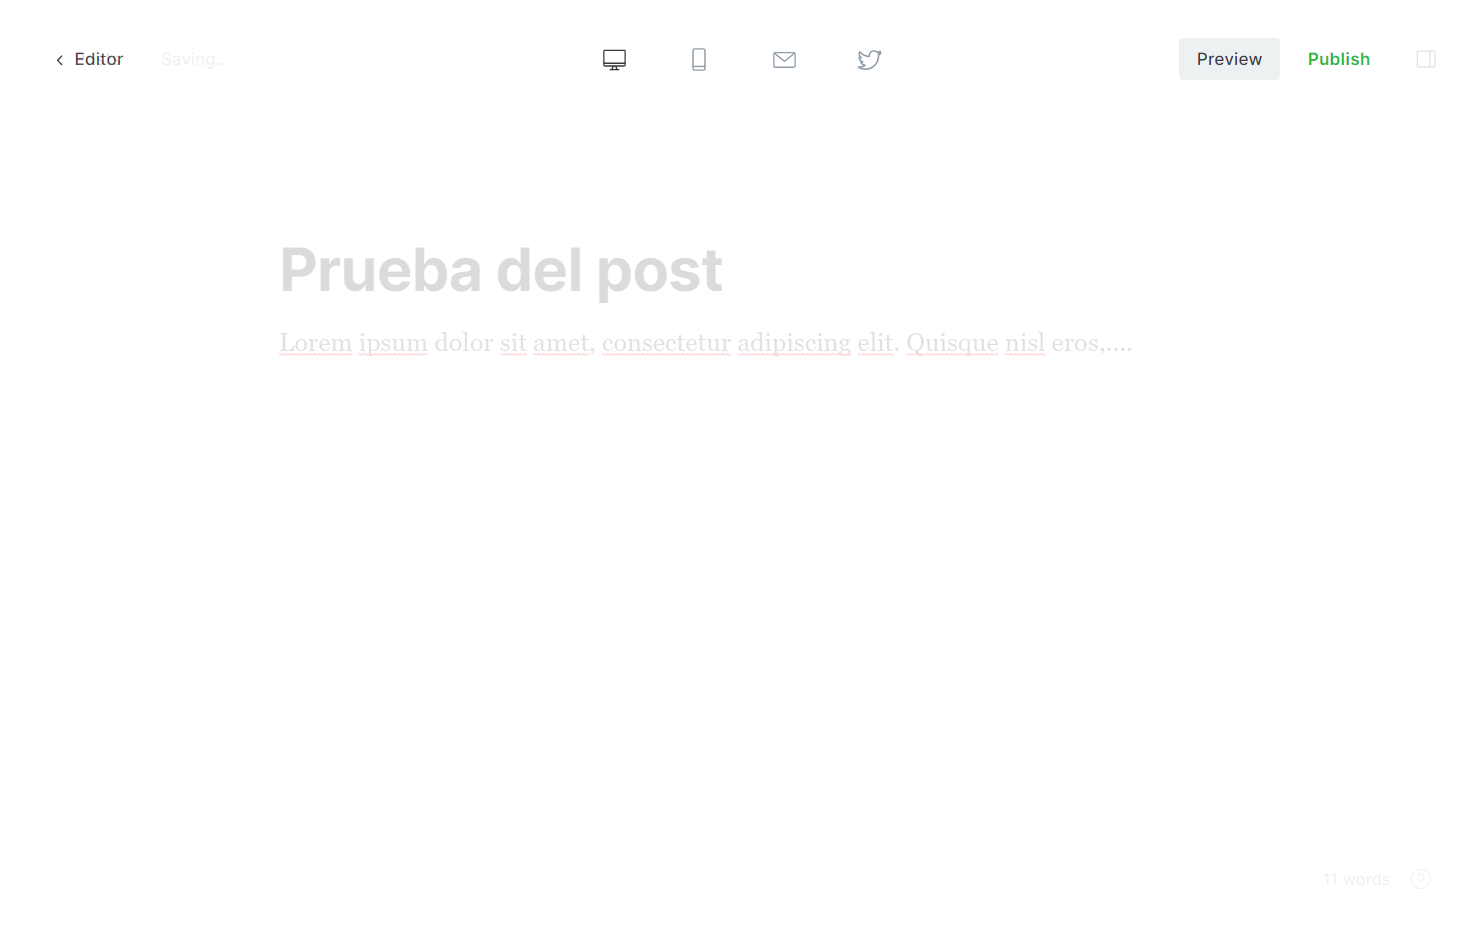 Editor
Saving...
Preview
Publish
Prueba del post
Lorem ipsum dolor sit amet, consectetur adipiscing elit. Quisque nisl eros,....
11 words